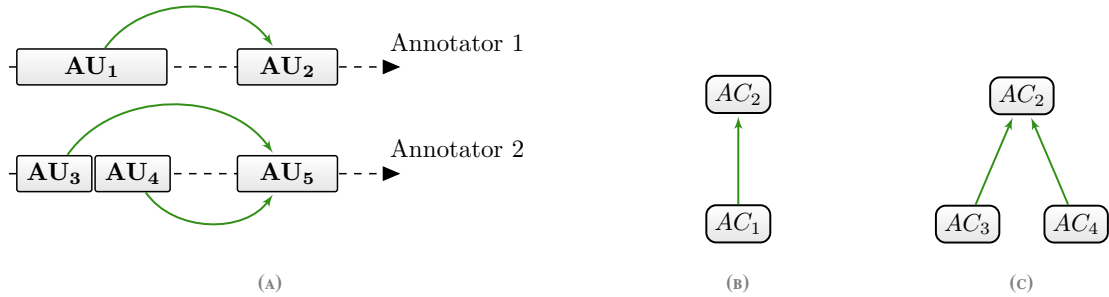 AU₁ AU₂ Annotator 1
AU₃ AU₄ AU₅ Annotator 2
(A)
AC₂
AC₁
(B)
AC₂
AC₃ AC₄
(C)